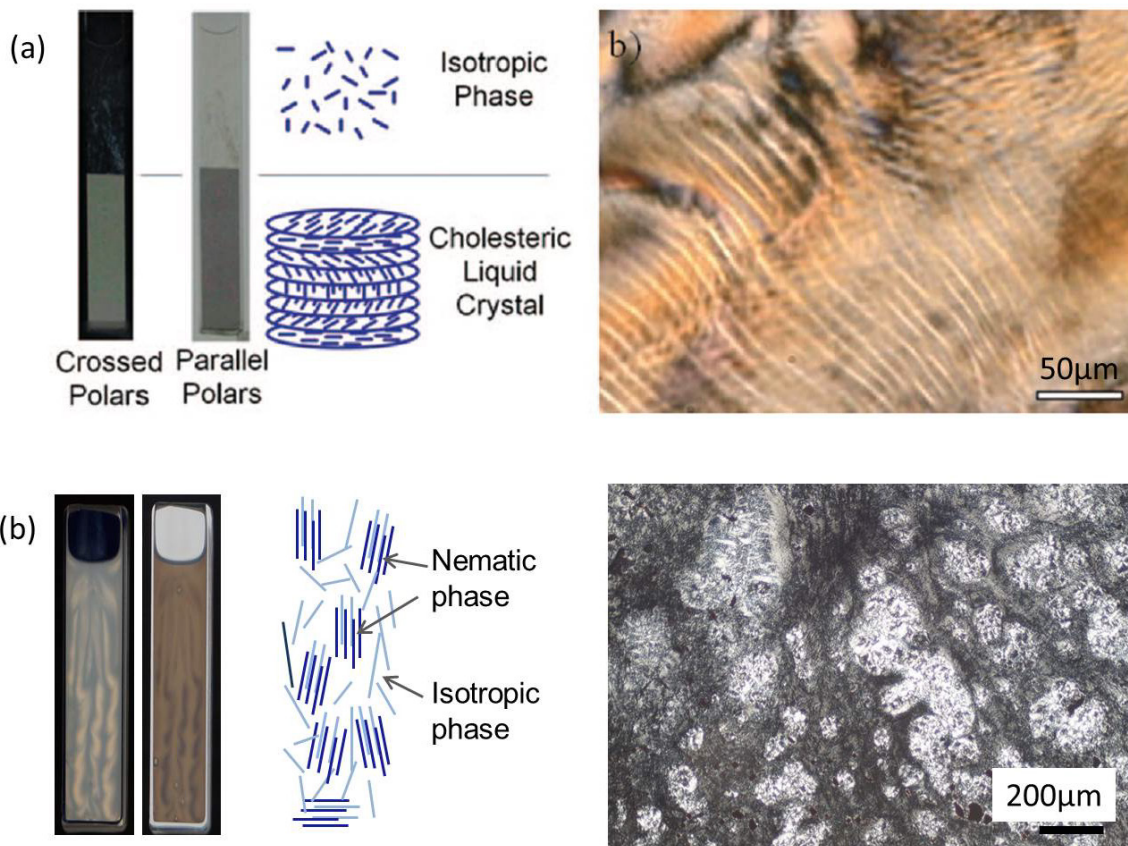 (a)
Isotropic
Phase
Cholesteric
Liquid
Crystal
Crossed
Polars
Parallel
Polars
b)
50μm
(b)
Nematic
phase
Isotropic
phase
200μm